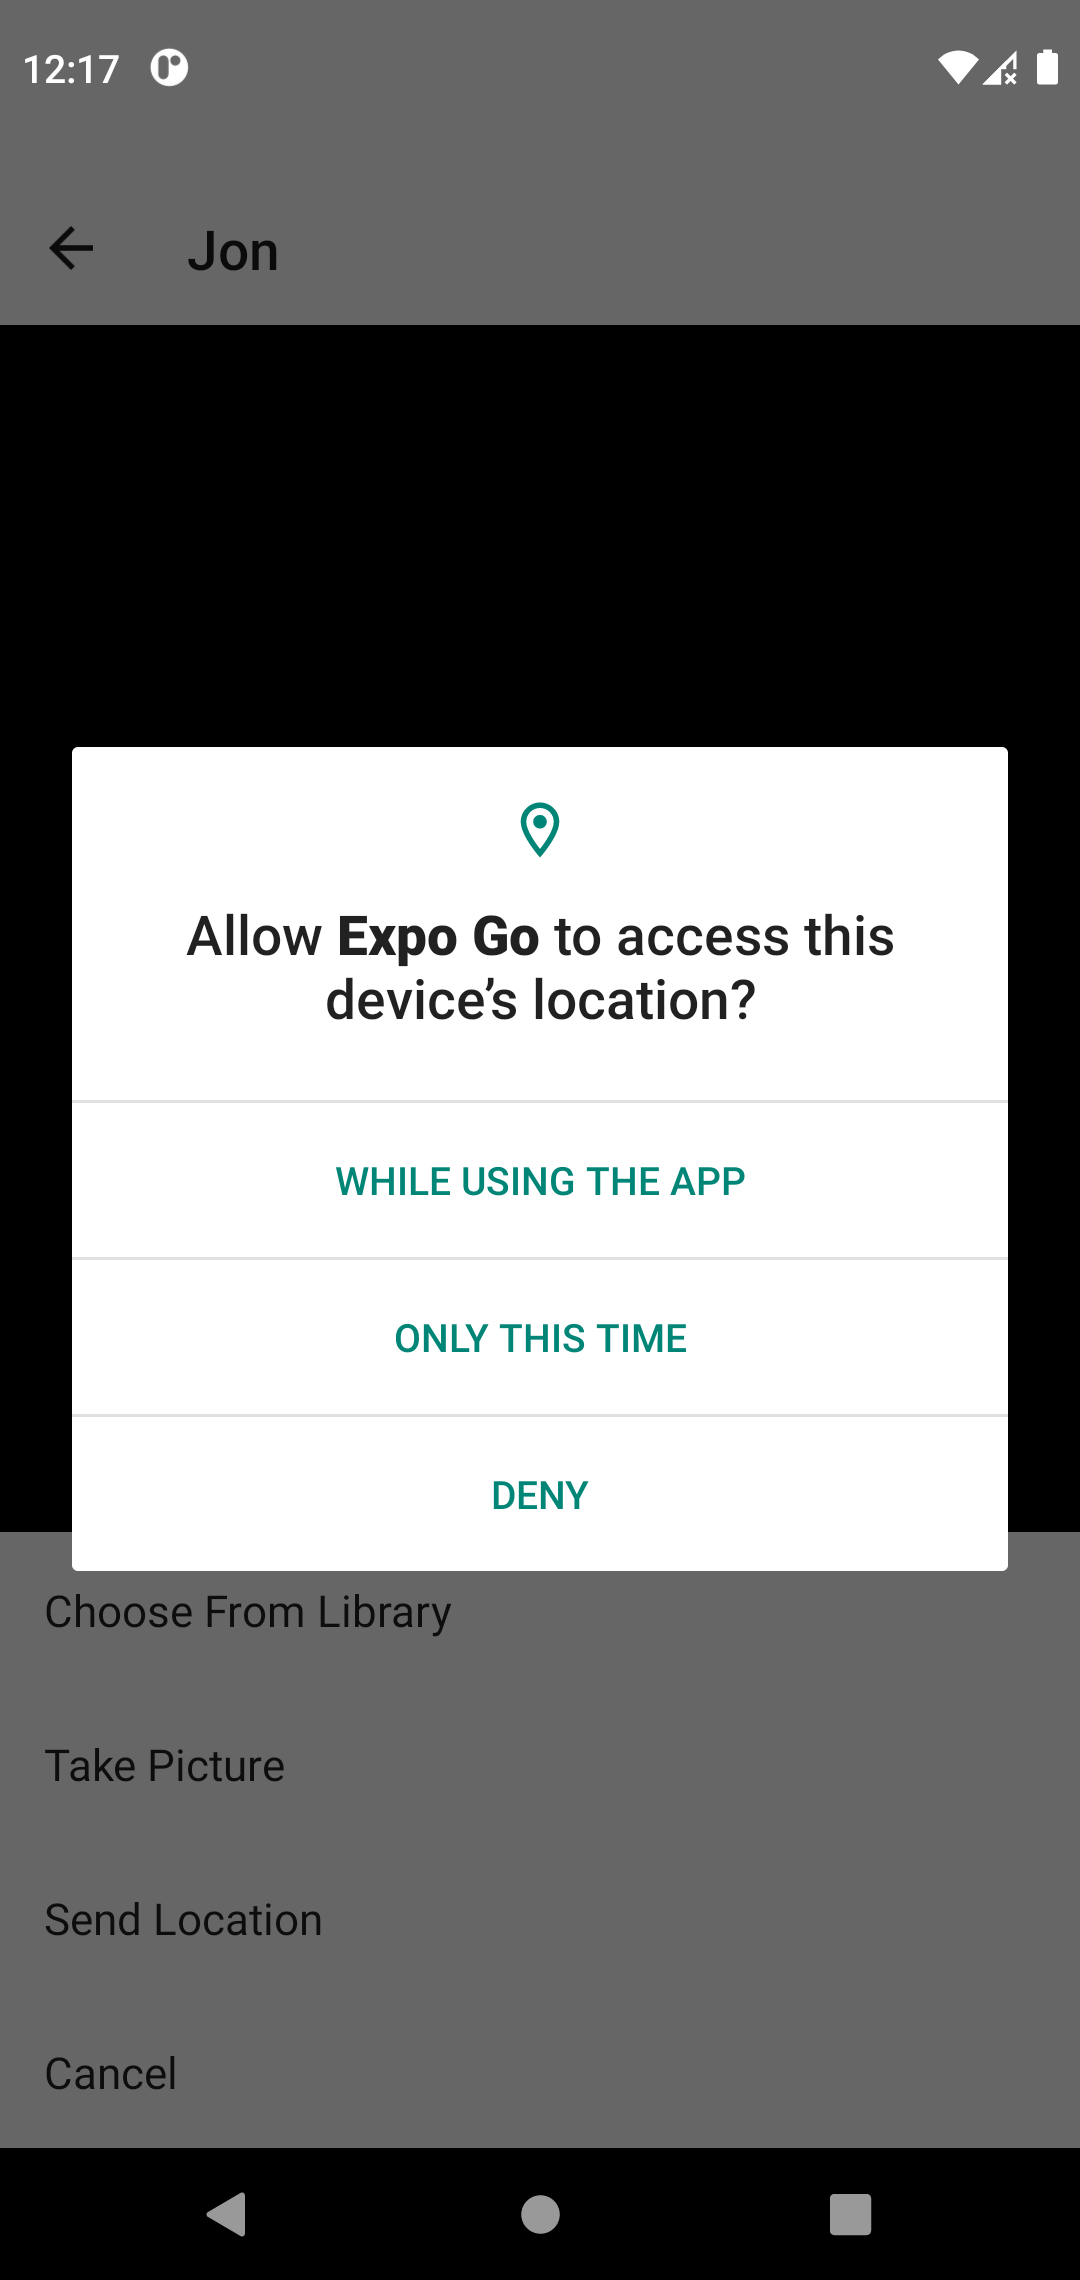 12:17
Jon
Allow Expo Go to access this
device’s location?
WHILE USING THE APP
ONLY THIS TIME
DENY
Choose From Library
Take Picture
Send Location
Cancel